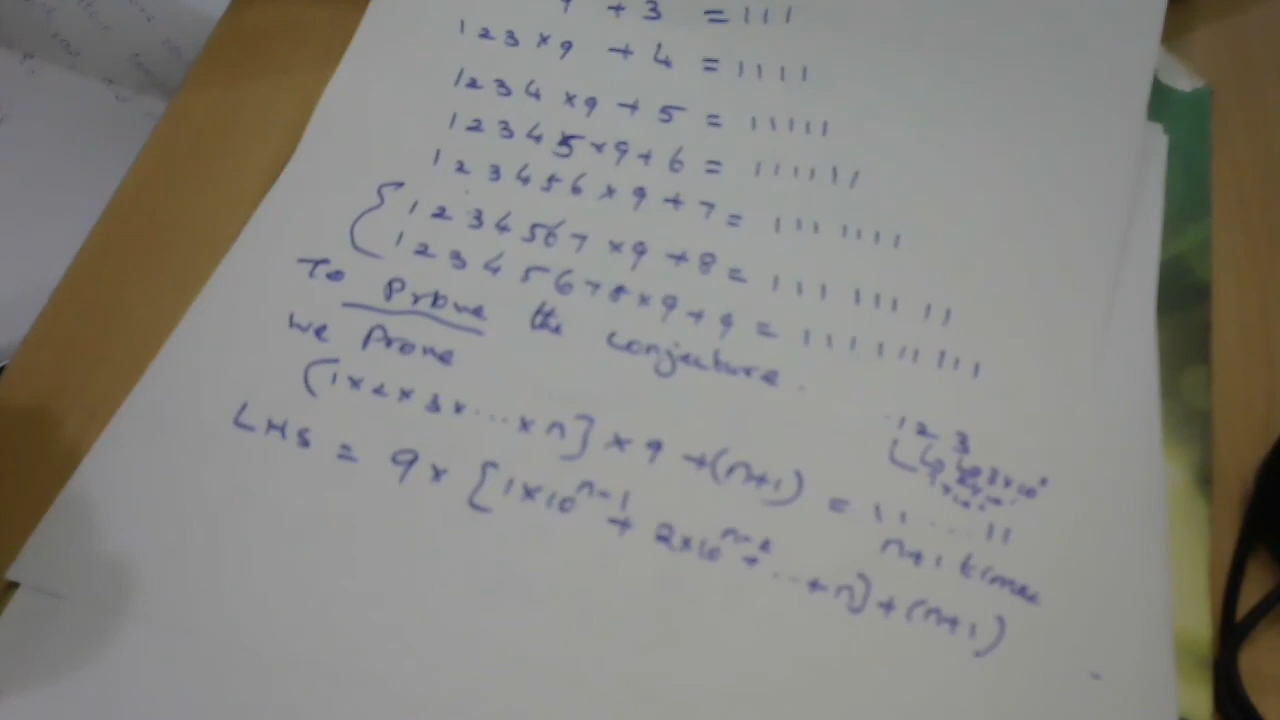 + 3 = 111
123 × 9 + 4 = 1111
1234 × 9 + 5 = 11111
12345 × 9 + 6 = 111111
123456 × 9 + 7 = 1111111
1234567 × 9 + 8 = 11111111
12345678 × 9 + 9 = 111111111
To Prove the conjecture.
We Prove
[1×2×3×...×n] × 9 + (n+1) = 11...11
n+1 times
123
LHS = 9 × [1×10^{n-1} + 2×10^{n-2} + ... + n] + (n+1)